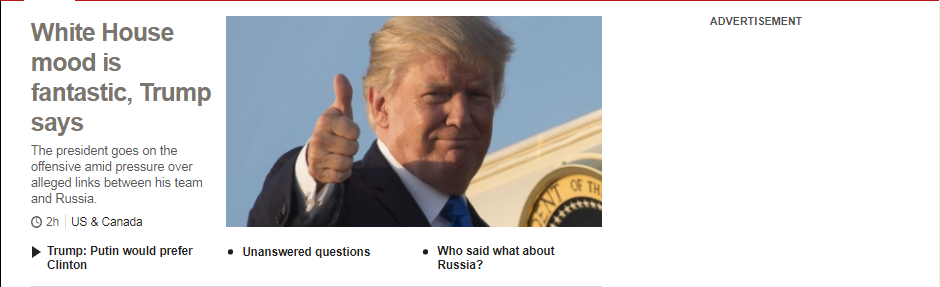 White House
mood is
fantastic, Trump
says
The president goes on the
offensive amid pressure over
alleged links between his team
and Russia.
2h US & Canada
Trump: Putin would prefer
Clinton
Unanswered questions
Who said what about
Russia?
ADVERTISEMENT
ENT OF TH